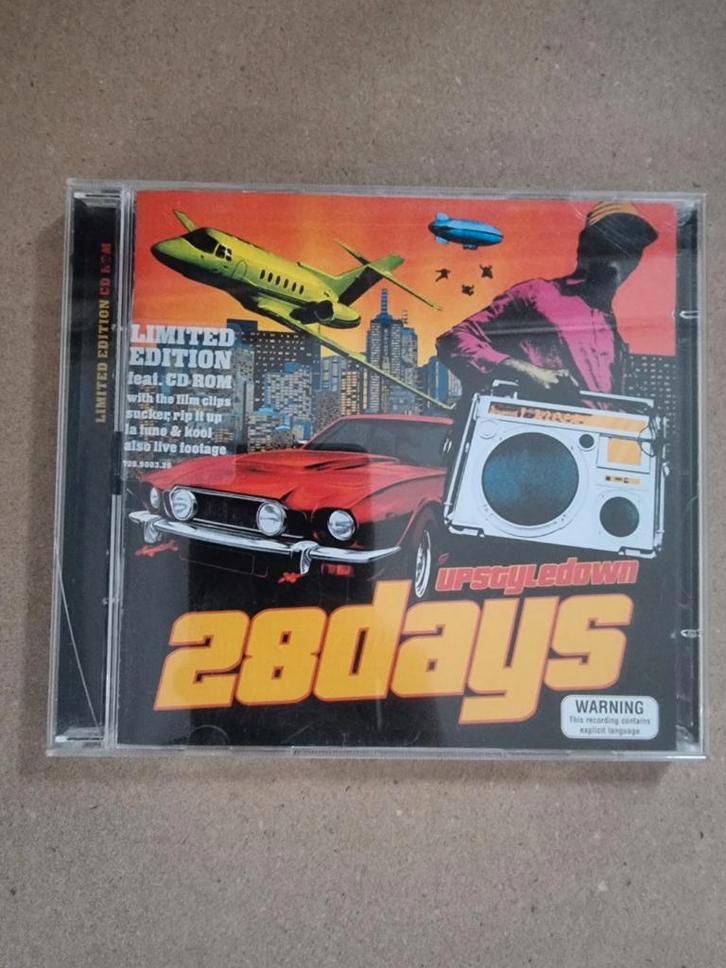 LIMITED EDITION CD ROM
LIMITED
EDITION
feat. CD ROM
with the film clips
sucker, rip it up
la lune & kool
also live footage
upstyledown
28days
WARNING
This recording contains
explicit language